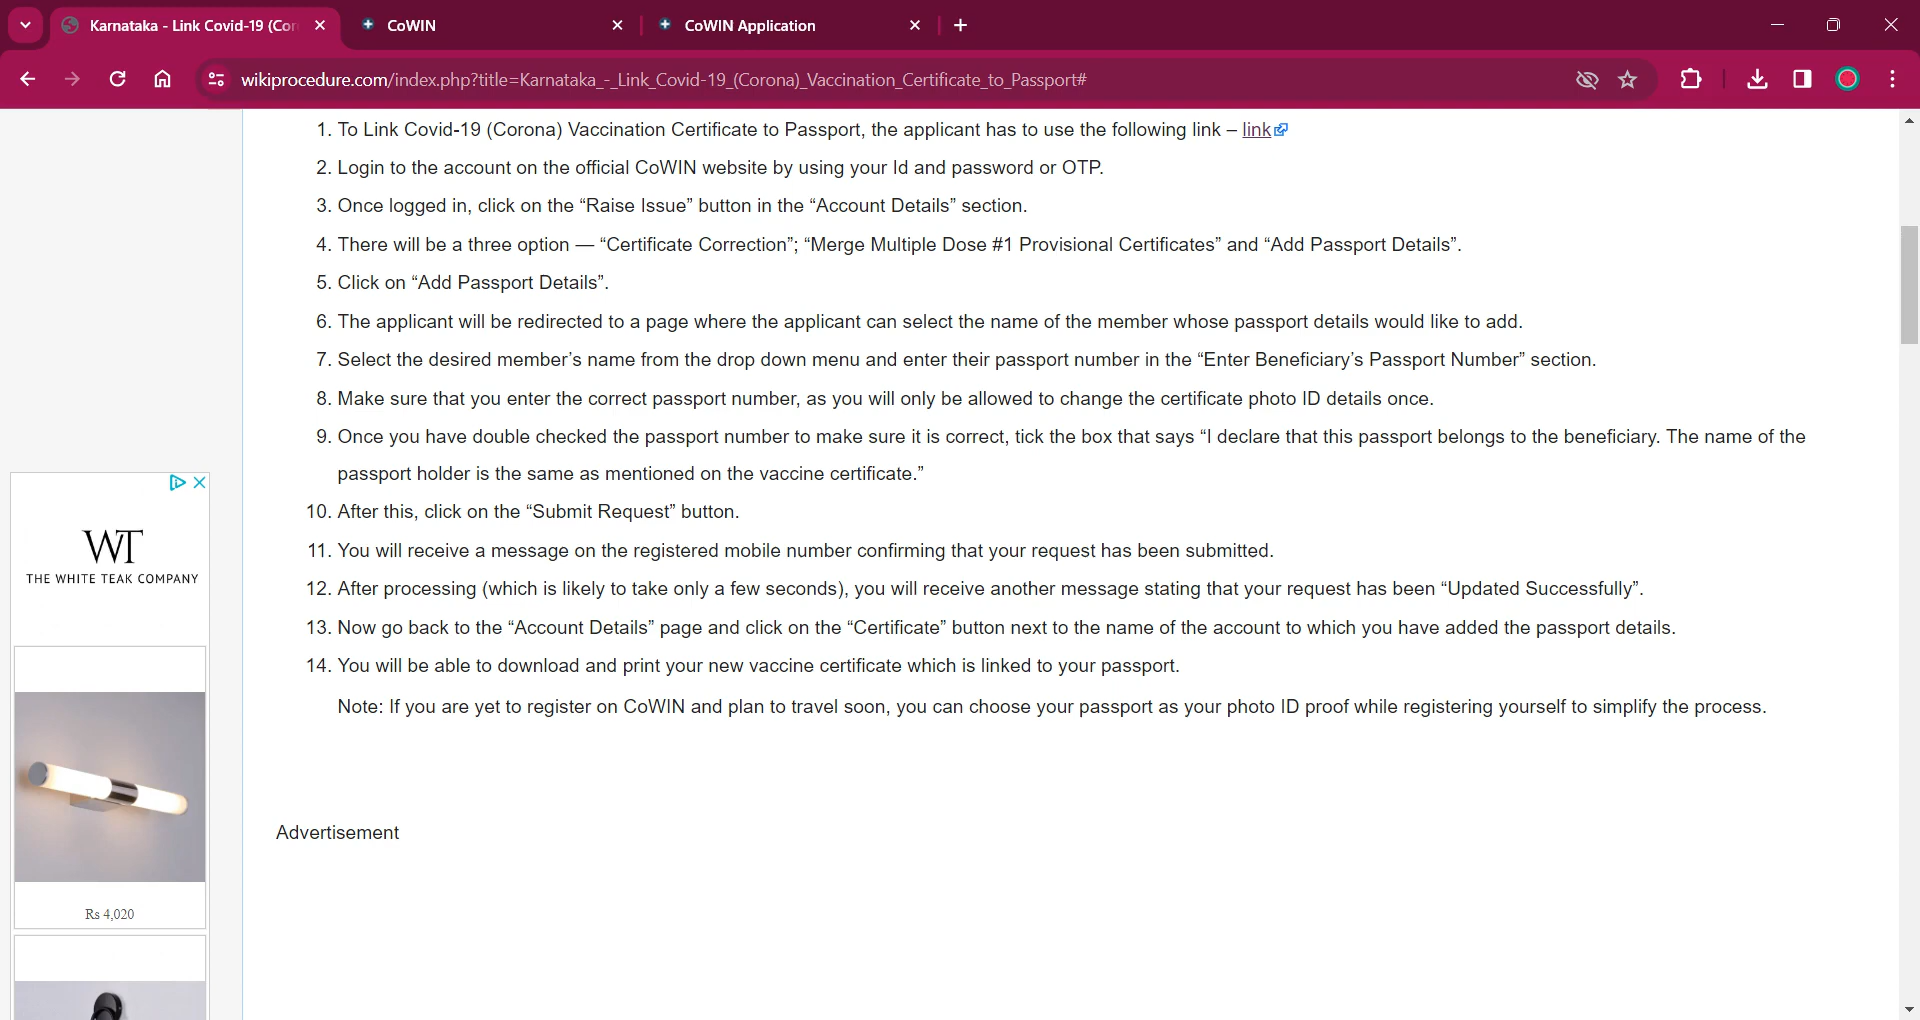 Karnataka - Link Covid-19 (Cor
CoWIN
CoWIN Application
wikiprocedure.com/index.php?title=Karnataka_-_Link_Covid-19_(Corona)_Vaccination_Certificate_to_Passport#
1. To Link Covid-19 (Corona) Vaccination Certificate to Passport, the applicant has to use the following link – link
2. Login to the account on the official CoWIN website by using your Id and password or OTP.
3. Once logged in, click on the “Raise Issue” button in the “Account Details” section.
4. There will be a three option — “Certificate Correction”; “Merge Multiple Dose #1 Provisional Certificates” and “Add Passport Details”.
5. Click on “Add Passport Details”.
6. The applicant will be redirected to a page where the applicant can select the name of the member whose passport details would like to add.
7. Select the desired member’s name from the drop down menu and enter their passport number in the “Enter Beneficiary’s Passport Number” section.
8. Make sure that you enter the correct passport number, as you will only be allowed to change the certificate photo ID details once.
9. Once you have double checked the passport number to make sure it is correct, tick the box that says “I declare that this passport belongs to the beneficiary. The name of the
passport holder is the same as mentioned on the vaccine certificate.”
10. After this, click on the “Submit Request” button.
11. You will receive a message on the registered mobile number confirming that your request has been submitted.
12. After processing (which is likely to take only a few seconds), you will receive another message stating that your request has been “Updated Successfully”.
13. Now go back to the “Account Details” page and click on the “Certificate” button next to the name of the account to which you have added the passport details.
14. You will be able to download and print your new vaccine certificate which is linked to your passport.
Note: If you are yet to register on CoWIN and plan to travel soon, you can choose your passport as your photo ID proof while registering yourself to simplify the process.
Advertisement
WT
THE WHITE TEAK COMPANY
Rs 4,020